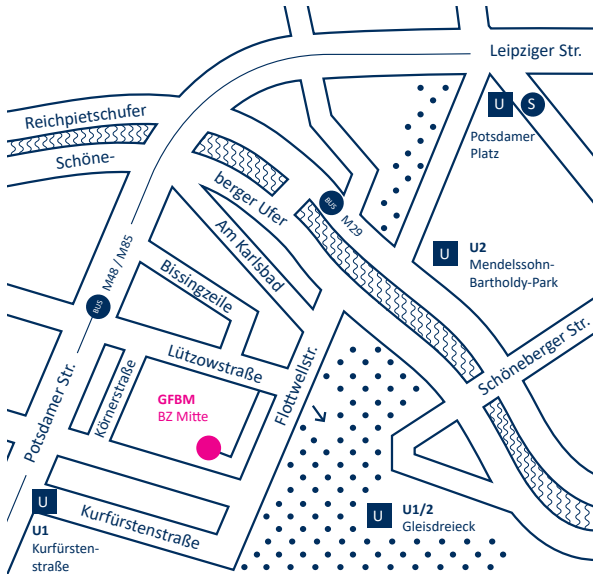 Leipziger Str.
U
S
Potsdamer
Platz
Reichpietschufer
Schöne-
berger Ufer
BUS
M29
Am Karlsbad
U
U2
Mendelssohn-
Bartholdy-Park
BUS
M48 / M85
Bissingzeile
Schöneberger Str.
Lützowstraße
Flottwellstr.
Potsdamer Str.
Körnerstraße
GFBM
BZ Mitte
U
U1
Kurfürsten-
straße
Kurfürstenstraße
U
U1/2
Gleisdreieck